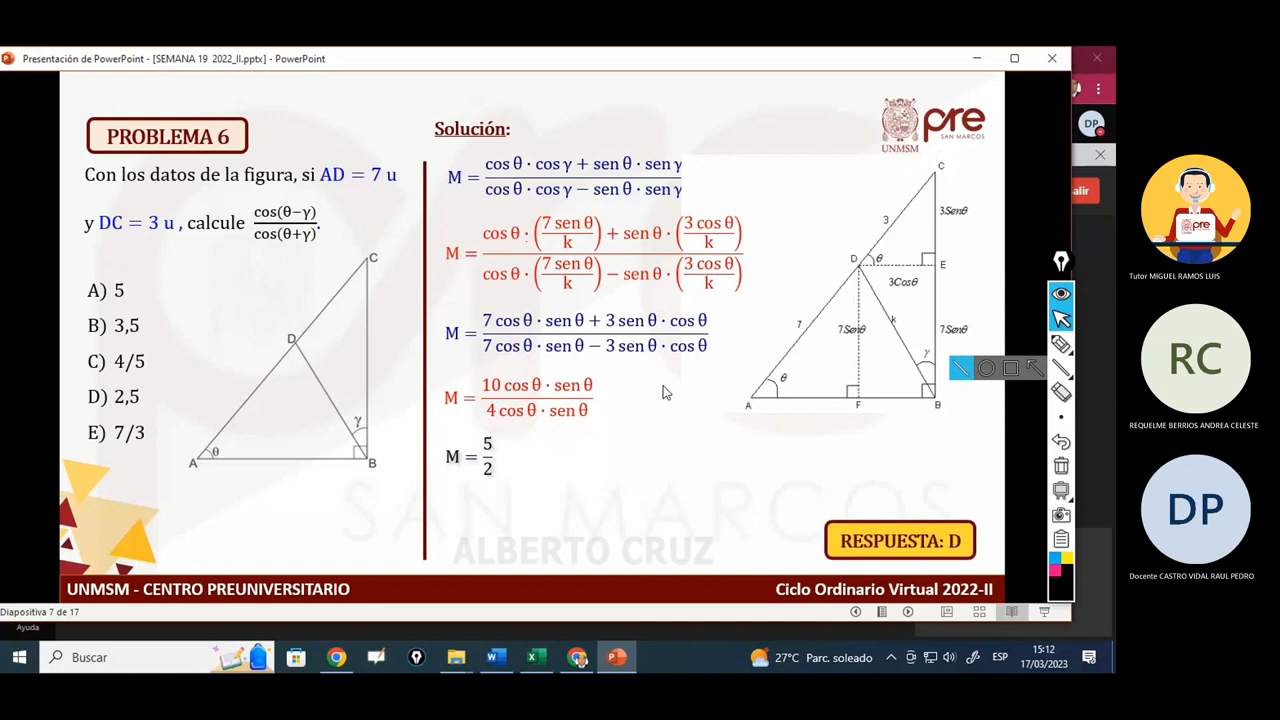 Presentación de PowerPoint - [SEMANA 19 2022_II.pptx] - PowerPoint
PROBLEMA 6
Con los datos de la figura, si AD = 7 u
y DC = 3 u , calcule cos(θ−γ)/cos(θ+γ).
A) 5
B) 3,5
C) 4/5
D) 2,5
E) 7/3
C
D
γ
θ
A
B
Solución:
M = (cos θ · cos γ + sen θ · sen γ)/(cos θ · cos γ − sen θ · sen γ)
M = (cos θ · (7 sen θ/k) + sen θ · (3 cos θ/k))/(cos θ · (7 sen θ/k) − sen θ · (3 cos θ/k))
M = (7 cos θ · sen θ + 3 sen θ · cos θ)/(7 cos θ · sen θ − 3 sen θ · cos θ)
M = (10 cos θ · sen θ)/(4 cos θ · sen θ)
M = 5/2
UNMSM
pre
SAN MARCOS
C
3
3Senθ
D
θ
E
3Cosθ
7
k
7Senθ
7Senθ
γ
θ
A
F
B
SAN MARCOS
ALBERTO CRUZ
RESPUESTA: D
UNMSM - CENTRO PREUNIVERSITARIO
Ciclo Ordinario Virtual 2022-II
Diapositiva 7 de 17
Ayuda
DP
ar
pre
Tutor MIGUEL RAMOS LUIS
RC
REQUELME BERRIOS ANDREA CELESTE
DP
Docente CASTRO VIDAL RAUL PEDRO
Buscar
27°C Parc. soleado
ESP
15:12
17/03/2023